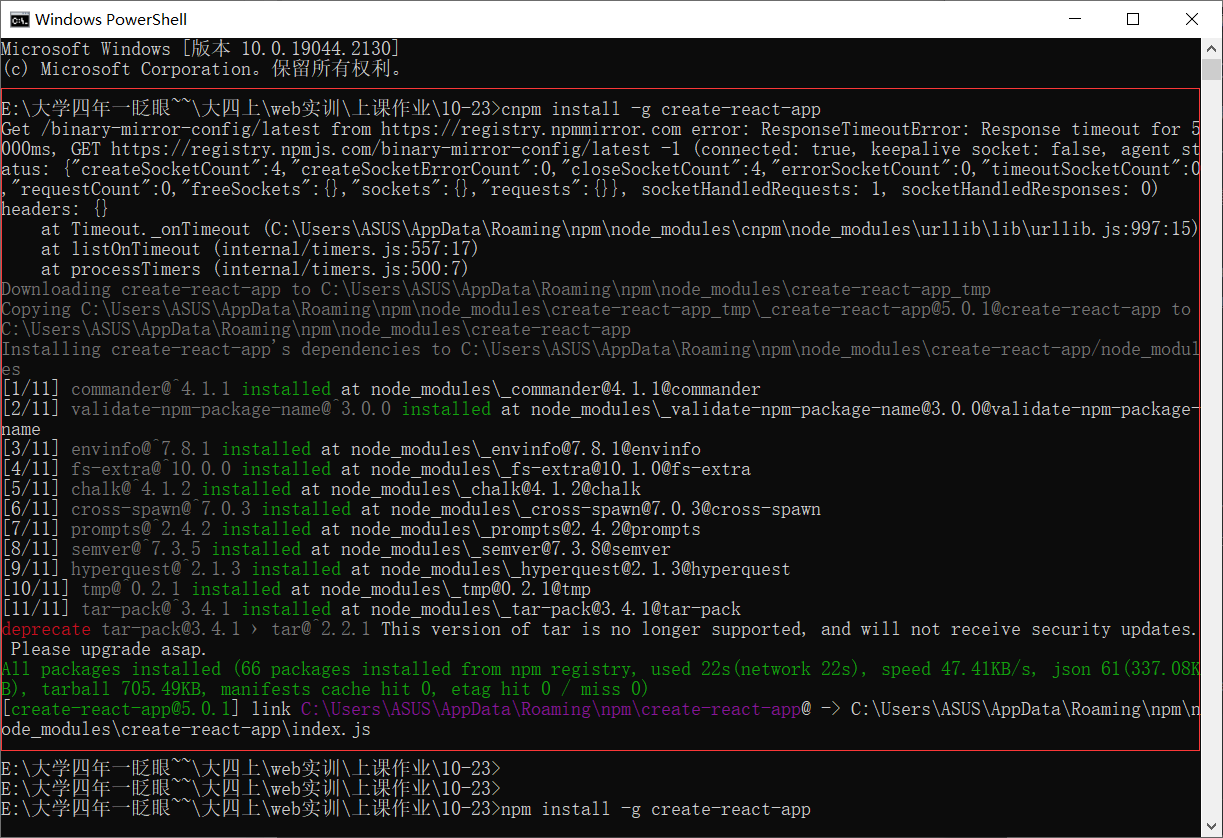 Windows PowerShell
Microsoft Windows [版本 10.0.19044.2130]
(c) Microsoft Corporation。保留所有权利。
E:\大学四年一眨眼~~\大四上\web实训\上课作业\10-23>cnpm install -g create-react-app
Get /binary-mirror-config/latest from https://registry.npmmirror.com error: ResponseTimeoutError: Response timeout for 5
000ms, GET https://registry.npmjs.com/binary-mirror-config/latest -1 (connected: true, keepalive socket: false, agent st
atus: {"createSocketCount":4,"createSocketErrorCount":0,"closeSocketCount":4,"errorSocketCount":0,"timeoutSocketCount":0
,"requestCount":0,"freeSockets":{},"sockets":{},"requests":{}}, socketHandledRequests: 1, socketHandledResponses: 0)
headers: {}
at Timeout._onTimeout (C:\Users\ASUS\AppData\Roaming\npm\node_modules\cnpm\node_modules\urllib\lib\urllib.js:997:15)
at listOnTimeout (internal/timers.js:557:17)
at processTimers (internal/timers.js:500:7)
Downloading create-react-app to C:\Users\ASUS\AppData\Roaming\npm\node_modules\create-react-app_tmp
Copying C:\Users\ASUS\AppData\Roaming\npm\node_modules\create-react-app_tmp\_create-react-app@5.0.1@create-react-app to
C:\Users\ASUS\AppData\Roaming\npm\node_modules\create-react-app
Installing create-react-app's dependencies to C:\Users\ASUS\AppData\Roaming\npm\node_modules\create-react-app/node_modul
es
[1/11] commander@^4.1.1 installed at node_modules\_commander@4.1.1@commander
[2/11] validate-npm-package-name@^3.0.0 installed at node_modules\_validate-npm-package-name@3.0.0@validate-npm-package-
name
[3/11] envinfo@^7.8.1 installed at node_modules\_envinfo@7.8.1@envinfo
[4/11] fs-extra@^10.0.0 installed at node_modules\_fs-extra@10.1.0@fs-extra
[5/11] chalk@^4.1.2 installed at node_modules\_chalk@4.1.2@chalk
[6/11] cross-spawn@^7.0.3 installed at node_modules\_cross-spawn@7.0.3@cross-spawn
[7/11] prompts@^2.4.2 installed at node_modules\_prompts@2.4.2@prompts
[8/11] semver@^7.3.5 installed at node_modules\_semver@7.3.8@semver
[9/11] hyperquest@^2.1.3 installed at node_modules\_hyperquest@2.1.3@hyperquest
[10/11] tmp@^0.2.1 installed at node_modules\_tmp@0.2.1@tmp
[11/11] tar-pack@^3.4.1 installed at node_modules\_tar-pack@3.4.1@tar-pack
deprecate tar-pack@3.4.1 › tar@^2.2.1 This version of tar is no longer supported, and will not receive security updates.
Please upgrade asap.
All packages installed (66 packages installed from npm registry, used 22s(network 22s), speed 47.41KB/s, json 61(337.08K
B), tarball 705.49KB, manifests cache hit 0, etag hit 0 / miss 0)
[create-react-app@5.0.1] link C:\Users\ASUS\AppData\Roaming\npm\create-react-app@ -> C:\Users\ASUS\AppData\Roaming\npm\n
ode_modules\create-react-app\index.js
E:\大学四年一眨眼~~\大四上\web实训\上课作业\10-23>
E:\大学四年一眨眼~~\大四上\web实训\上课作业\10-23>
E:\大学四年一眨眼~~\大四上\web实训\上课作业\10-23>npm install -g create-react-app